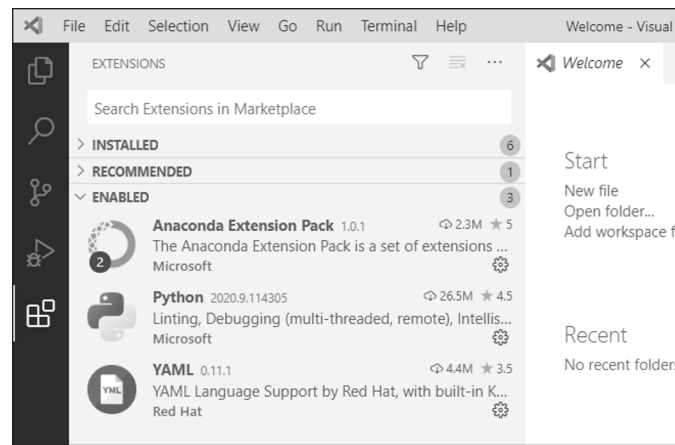 File Edit Selection View Go Run Terminal Help Welcome - Visual
EXTENSIONS
Welcome
Search Extensions in Marketplace
INSTALLED 6
RECOMMENDED 1
ENABLED 3
Anaconda Extension Pack 1.0.1 2.3M 5
The Anaconda Extension Pack is a set of extensions ...
2
Microsoft
Python 2020.9.114305 26.5M 4.5
Linting, Debugging (multi-threaded, remote), Intellis...
Microsoft
YAML 0.11.1 4.4M 3.5
YML
YAML Language Support by Red Hat, with built-in K...
Red Hat
Start
New file
Open folder...
Add workspace f
Recent
No recent folders